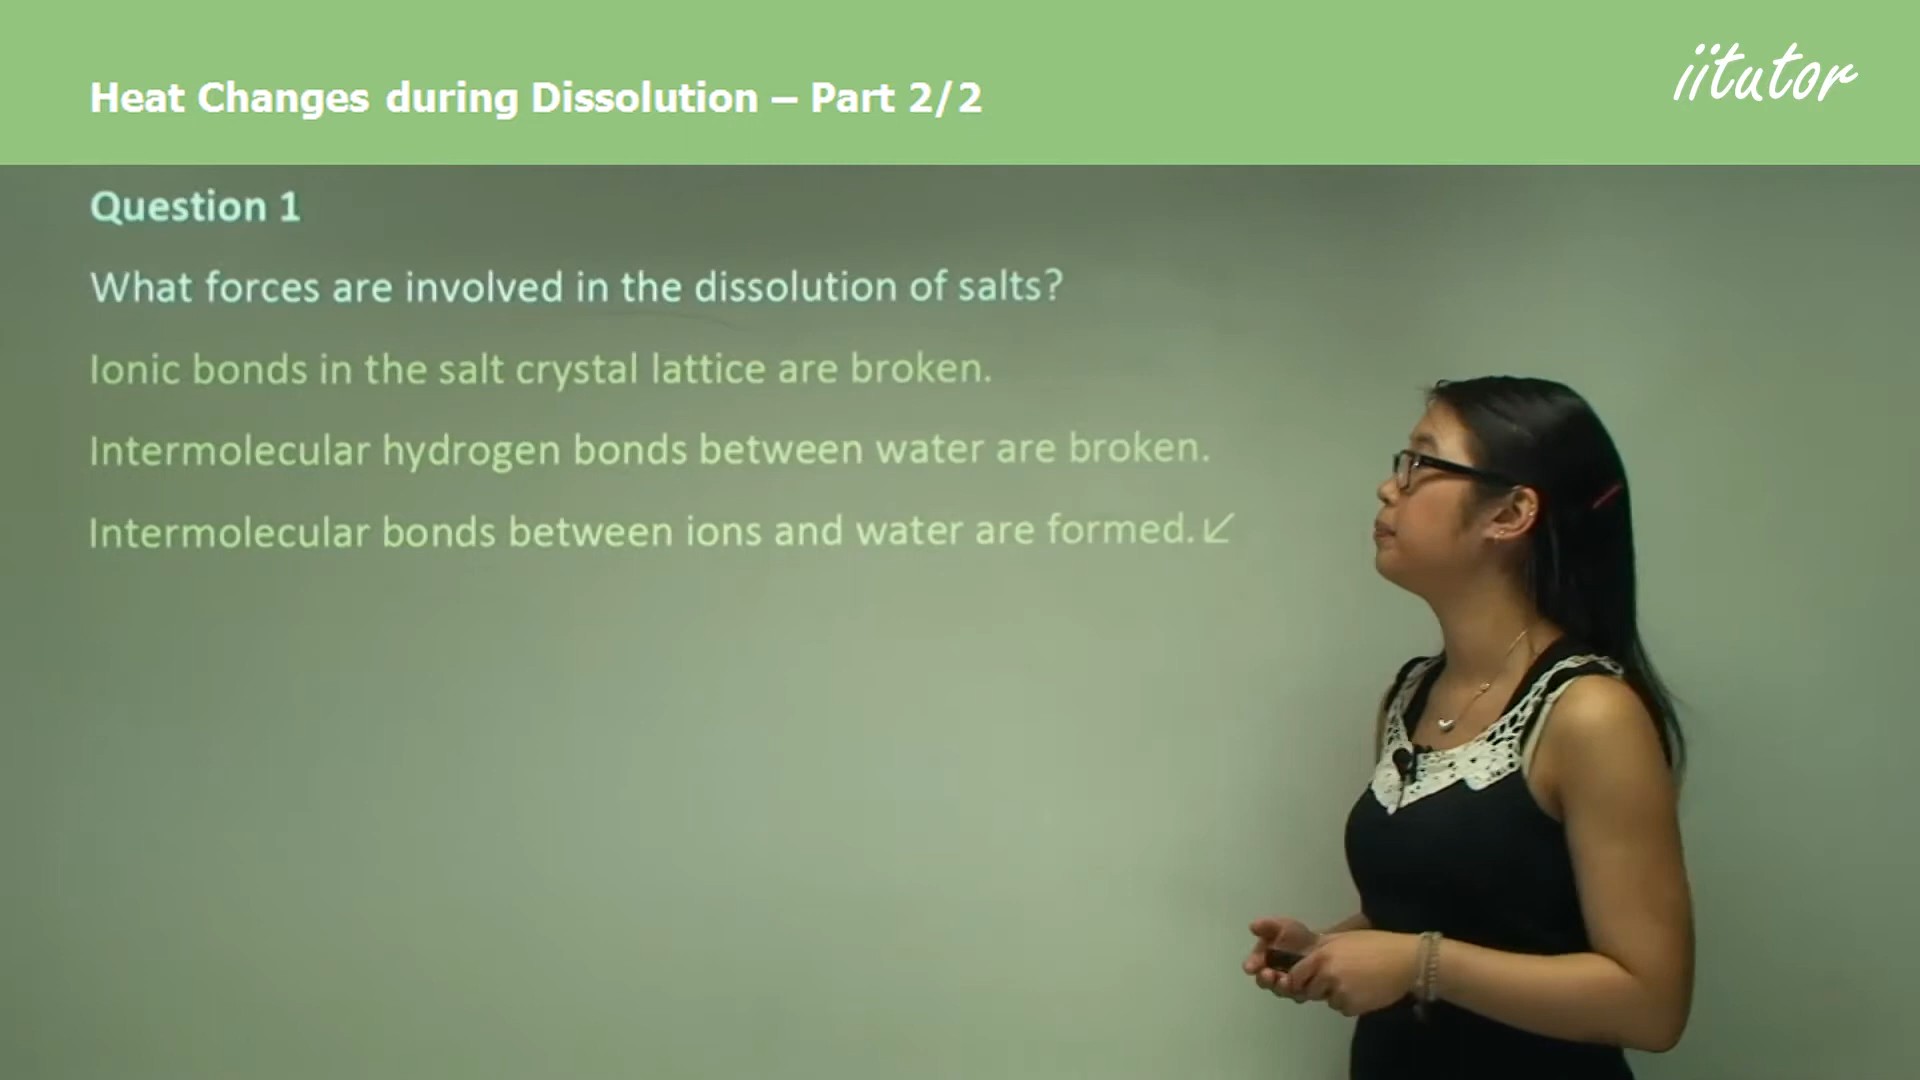 Heat Changes during Dissolution – Part 2/2
iitutor
Question 1
What forces are involved in the dissolution of salts?
Ionic bonds in the salt crystal lattice are broken.
Intermolecular hydrogen bonds between water are broken.
Intermolecular bonds between ions and water are formed.↙